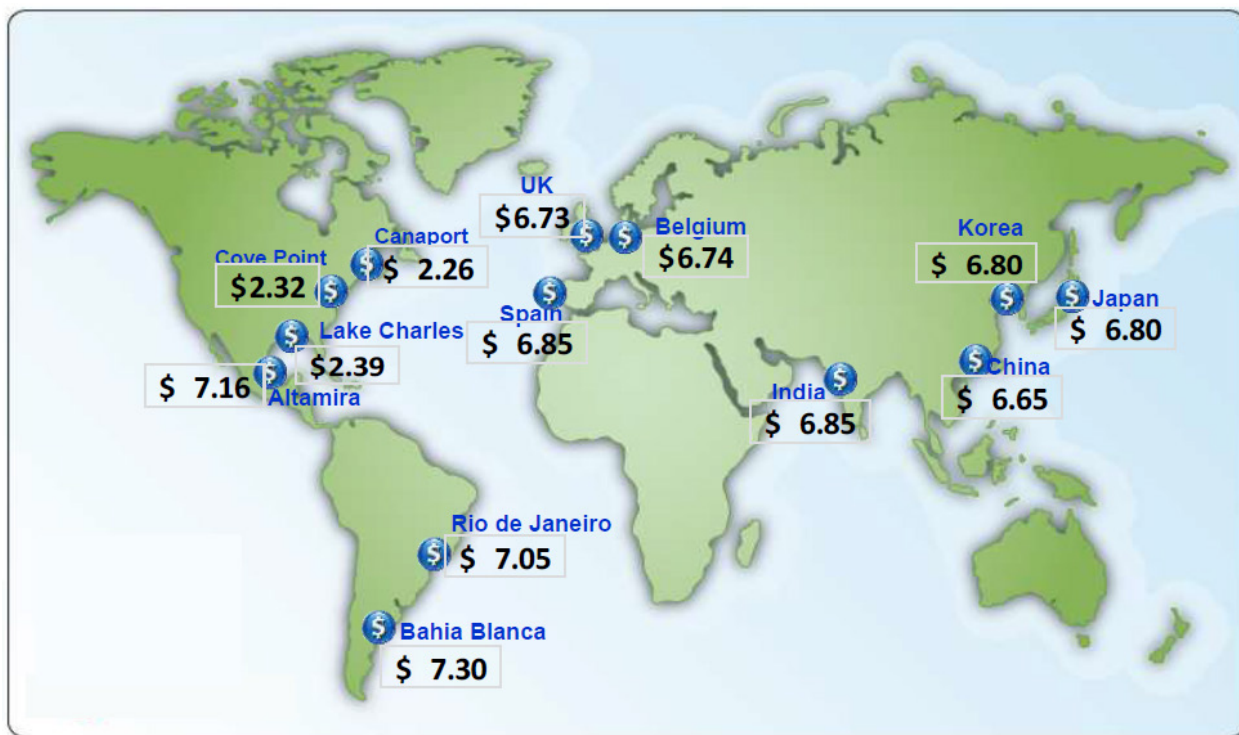 UK
$6.73
Belgium
$6.74
Korea
$ 6.80
Canaport
$ 2.26
Cove Point
$2.32
Japan
$ 6.80
Spain
$ 6.85
Lake Charles
$2.39
$ 7.16
Altamira
China
$ 6.65
India
$ 6.85
Rio de Janeiro
$ 7.05
Bahia Blanca
$ 7.30